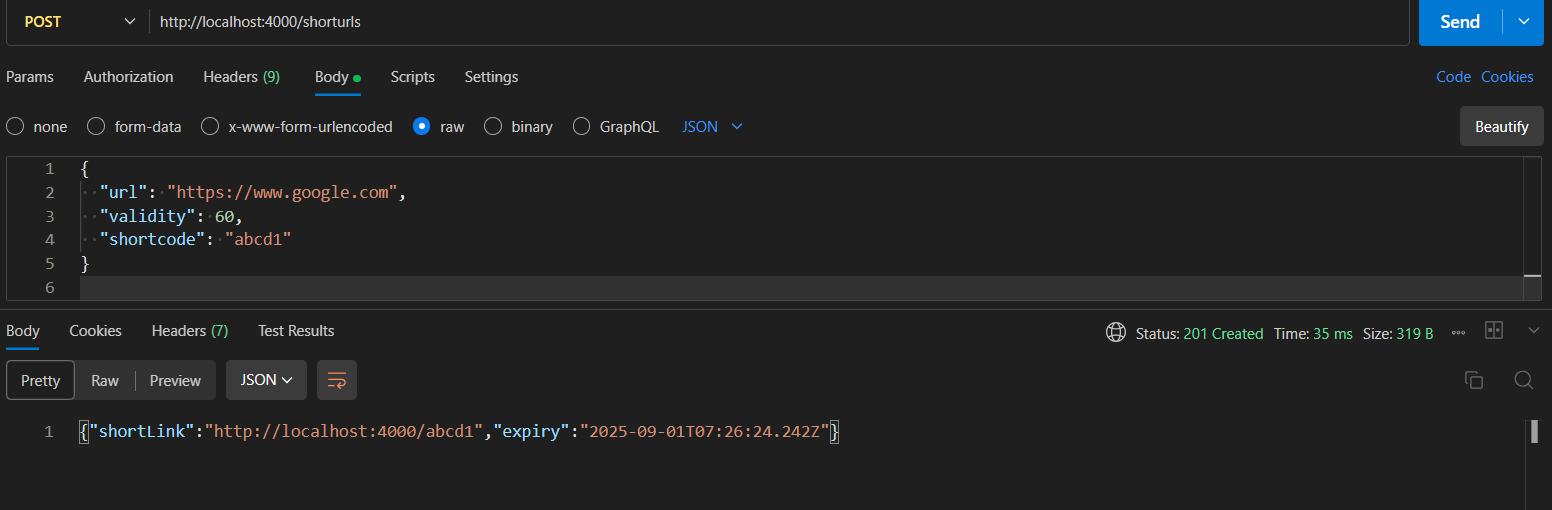 POST http://localhost:4000/shorturls Send
Params Authorization Headers (9) Body Scripts Settings Code Cookies
none form-data x-www-form-urlencoded raw binary GraphQL JSON Beautify
1 {
2 "url": "https://www.google.com",
3 "validity": 60,
4 "shortcode": "abcd1"
5 }
6
Body Cookies Headers (7) Test Results Status: 201 Created Time: 35 ms Size: 319 B
Pretty Raw Preview JSON
1 {"shortLink":"http://localhost:4000/abcd1","expiry":"2025-09-01T07:26:24.242Z"}